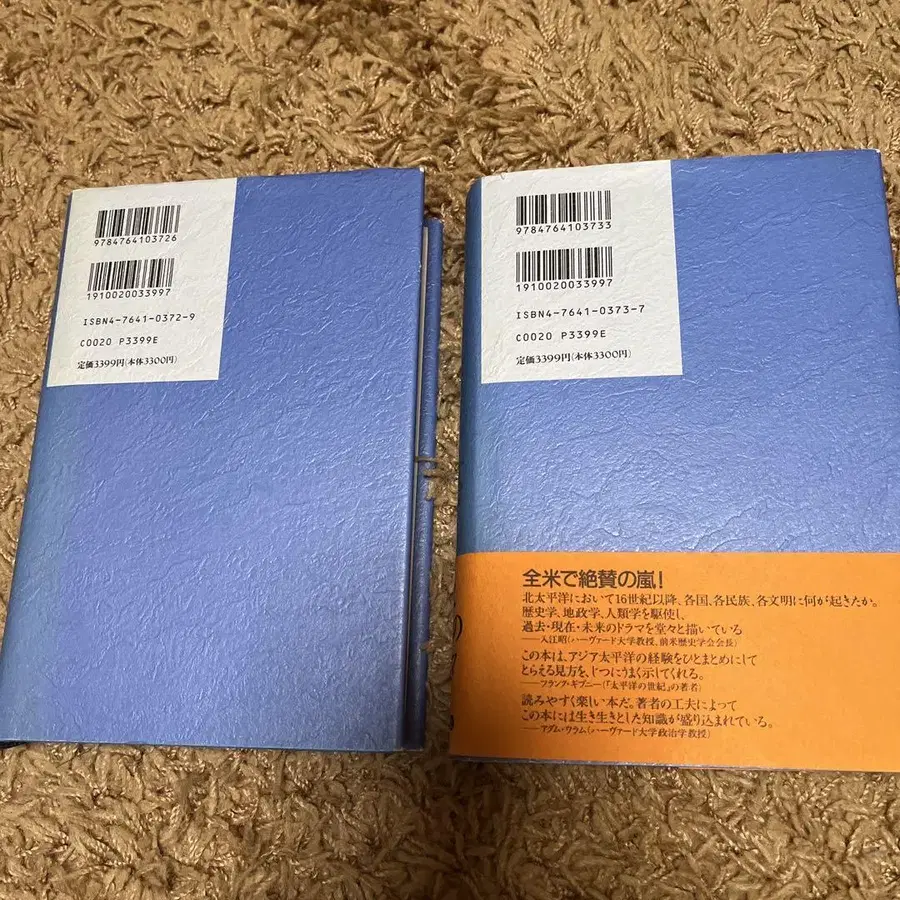 9784764103726
1910020033997
ISBN4-7641-0372-9
C0020 P3399E
定価3399円(本体3300円)
9784764103733
1910020033997
ISBN4-7641-0373-7
C0020 P3399E
定価3399円(本体3300円)
全米で絶賛の嵐!
北太平洋において16世紀以降、各国、各民族、各文明に何が起きたか。
歴史学、地政学、人類学を駆使し、
過去・現在・未来のドラマを堂々と描いている
——入江昭(ハーヴァード大学教授、前米歴史学会会長)
この本は、アジア太平洋の経験をひとまとめにして
とらえる見方を、じつにうまく示してくれる。
——フランク・ギブニー(『太平洋の世紀』の著者)
読みやすく楽しい本だ。著者の工夫によって
この本には生き生きとした知識が盛り込まれている。
——アダム・ワラム(ハーヴァード大学政治学教授)